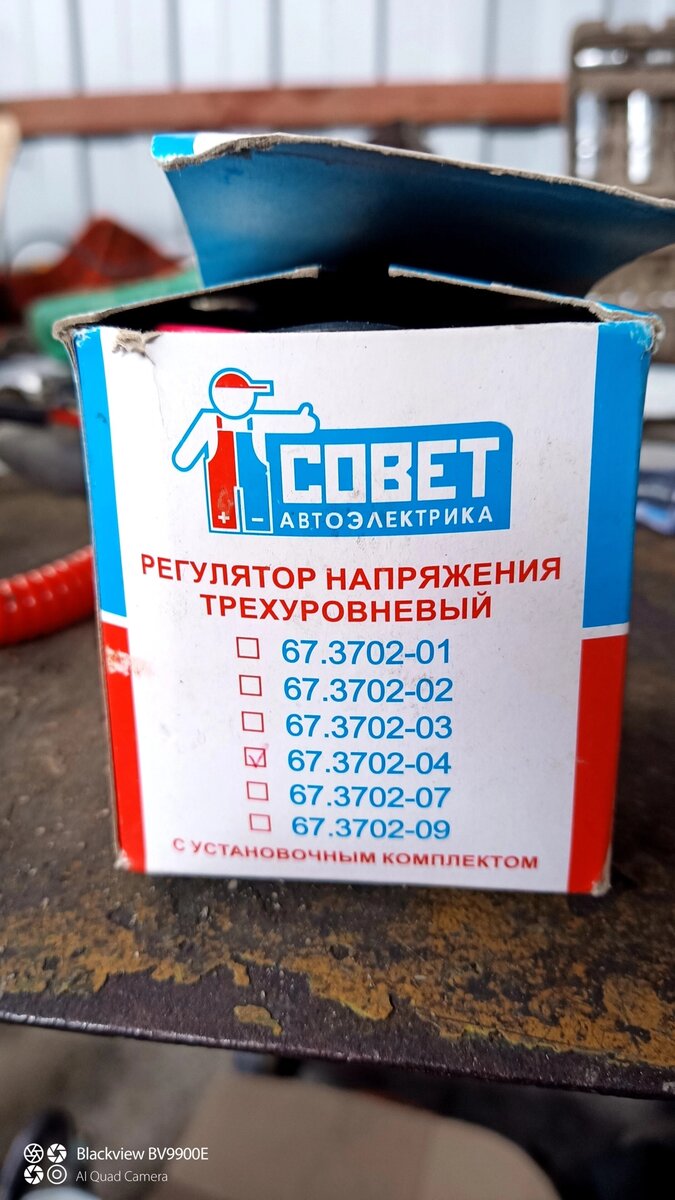 СОВЕТ
+ -
АВТОЭЛЕКТРИКА
РЕГУЛЯТОР НАПРЯЖЕНИЯ
ТРЕХУРОВНЕВЫЙ
67.3702-01
67.3702-02
67.3702-03
67.3702-04
67.3702-07
67.3702-09
С УСТАНОВОЧНЫМ КОМПЛЕКТОМ
Blackview BV9900E
AI Quad Camera